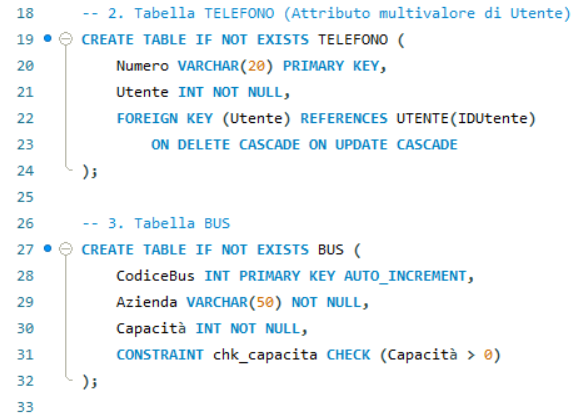 18 -- 2. Tabella TELEFONO (Attributo multivalore di Utente)
19 CREATE TABLE IF NOT EXISTS TELEFONO (
20 Numero VARCHAR(20) PRIMARY KEY,
21 Utente INT NOT NULL,
22 FOREIGN KEY (Utente) REFERENCES UTENTE(IDUtente)
23 ON DELETE CASCADE ON UPDATE CASCADE
24 );
25
26 -- 3. Tabella BUS
27 CREATE TABLE IF NOT EXISTS BUS (
28 CodiceBus INT PRIMARY KEY AUTO_INCREMENT,
29 Azienda VARCHAR(50) NOT NULL,
30 Capacità INT NOT NULL,
31 CONSTRAINT chk_capacita CHECK (Capacità > 0)
32 );
33